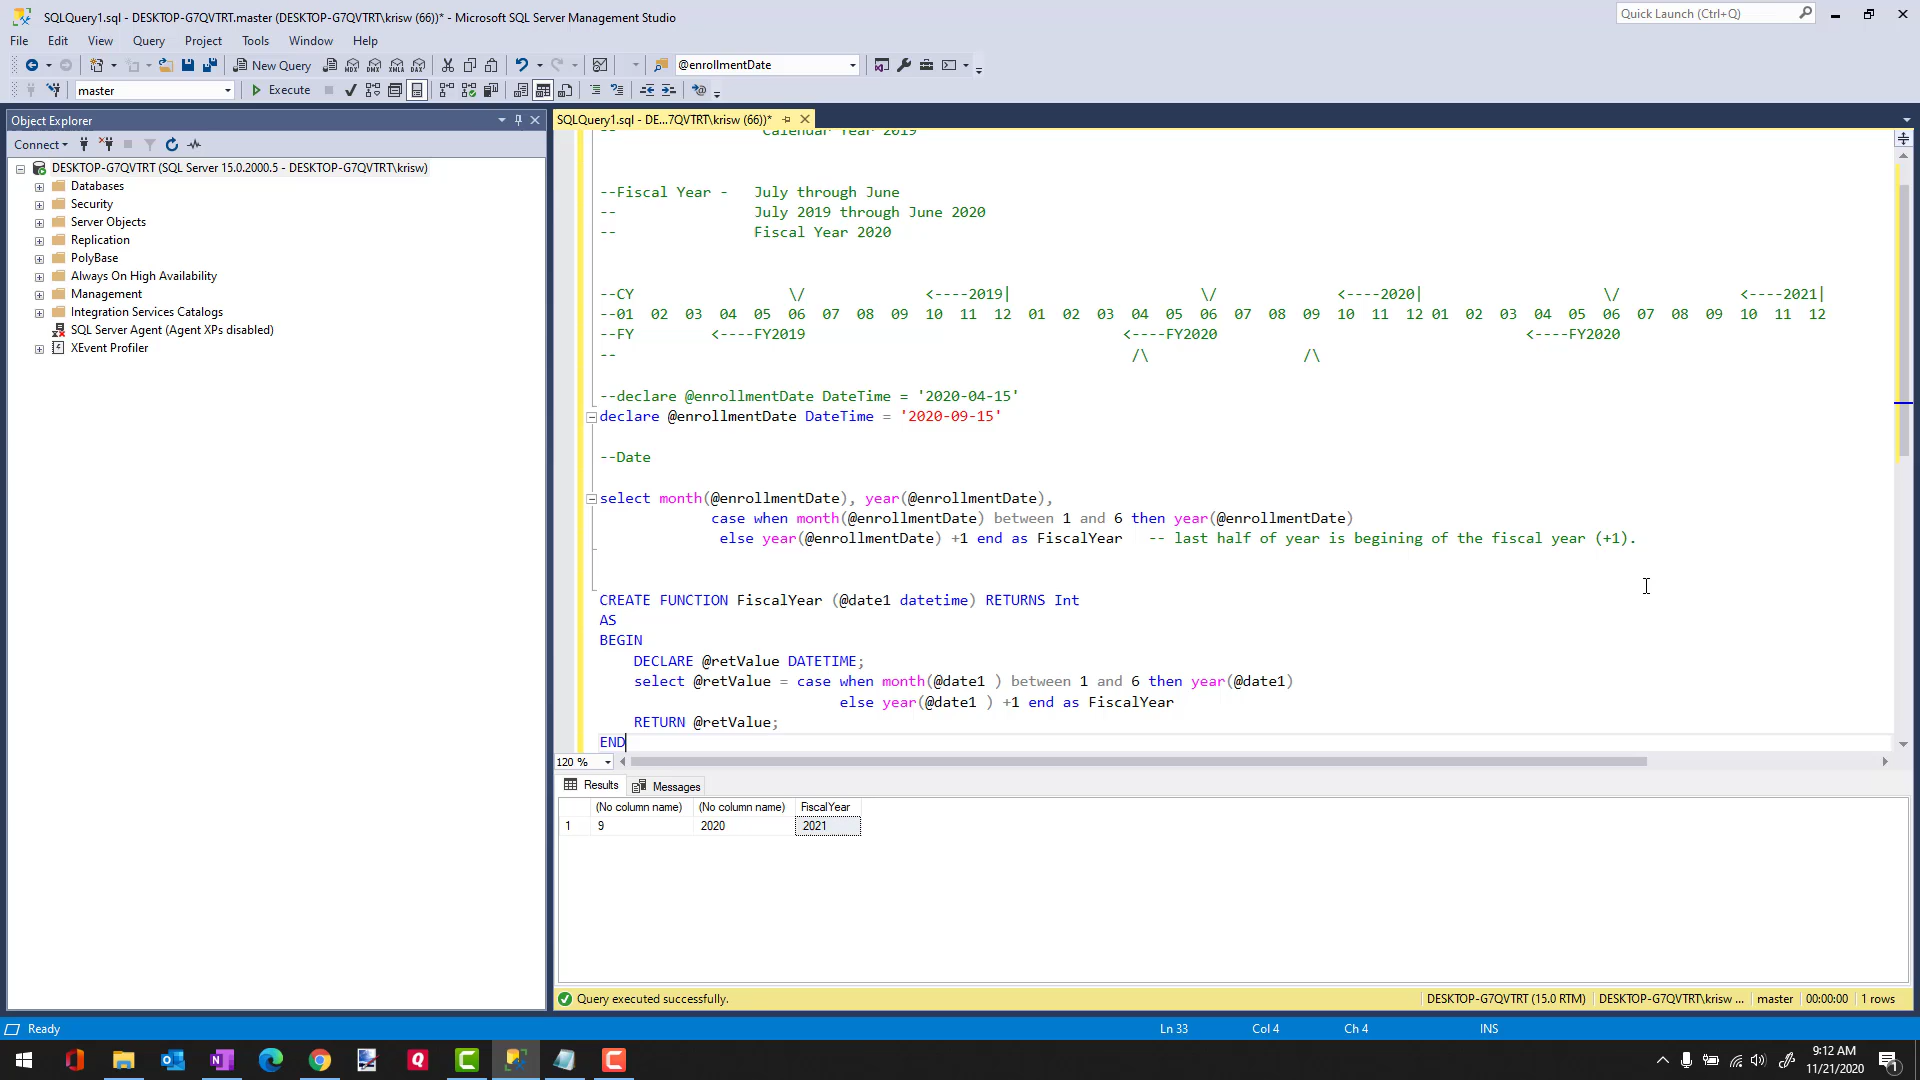 SQLQuery1.sql - DESKTOP-G7QVTRT.master (DESKTOP-G7QVTRT\krisw (66))* - Microsoft SQL Server Management Studio
Quick Launch (Ctrl+Q)
File Edit View Query Project Tools Window Help
New Query
@enrollmentDate
master
Execute
Object Explorer
Connect
DESKTOP-G7QVTRT (SQL Server 15.0.2000.5 - DESKTOP-G7QVTRT\krisw)
Databases
Security
Server Objects
Replication
PolyBase
Always On High Availability
Management
Integration Services Catalogs
SQL Server Agent (Agent XPs disabled)
XEvent Profiler
SQLQuery1.sql - DE...7QVTRT\krisw (66))*
-- Calendar Year 2019
--Fiscal Year - July through June
-- July 2019 through June 2020
-- Fiscal Year 2020
--CY \/ <----2019| \/ <----2020| \/ <----2021|
--01 02 03 04 05 06 07 08 09 10 11 12 01 02 03 04 05 06 07 08 09 10 11 12 01 02 03 04 05 06 07 08 09 10 11 12
--FY <----FY2019 <----FY2020 <----FY2020
-- /\ /\
--declare @enrollmentDate DateTime = '2020-04-15'
declare @enrollmentDate DateTime = '2020-09-15'
--Date
select month(@enrollmentDate), year(@enrollmentDate),
case when month(@enrollmentDate) between 1 and 6 then year(@enrollmentDate)
else year(@enrollmentDate) +1 end as FiscalYear -- last half of year is begining of the fiscal year (+1).
CREATE FUNCTION FiscalYear (@date1 datetime) RETURNS Int
AS
BEGIN
DECLARE @retValue DATETIME;
select @retValue = case when month(@date1 ) between 1 and 6 then year(@date1)
else year(@date1 ) +1 end as FiscalYear
RETURN @retValue;
END
120 %
Results Messages
(No column name) (No column name) FiscalYear
1 9 2020 2021
Query executed successfully.
DESKTOP-G7QVTRT (15.0 RTM) DESKTOP-G7QVTRT\krisw ... master 00:00:00 1 rows
Ready
Ln 33 Col 4 Ch 4 INS
9:12 AM
11/21/2020